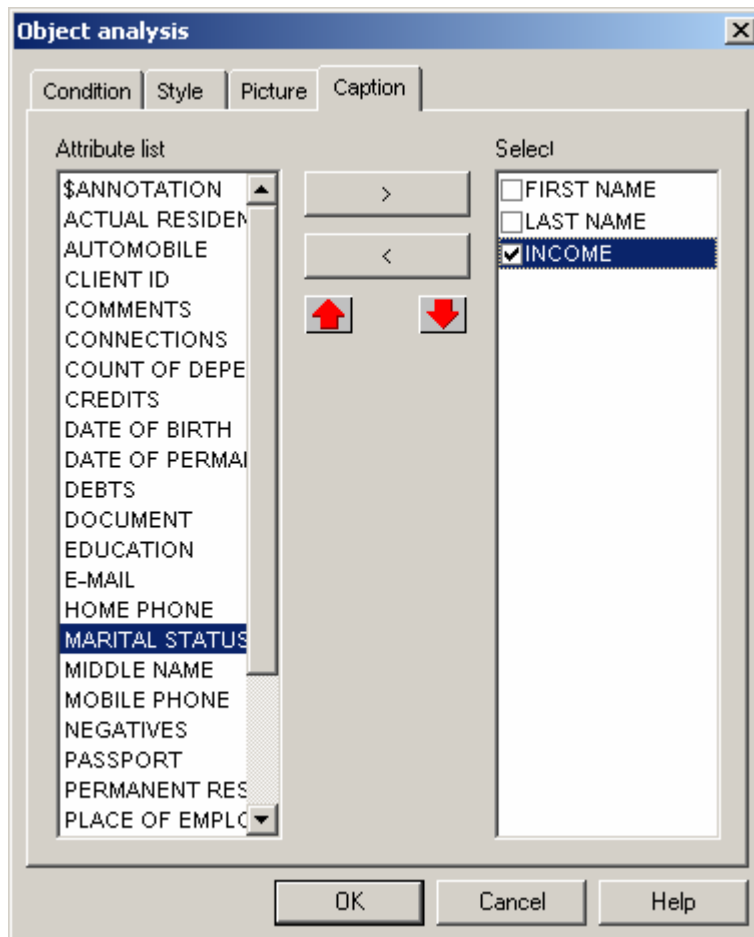 Object analysis
Condition Style Picture Caption
Attribute list
Select
$ANNOTATION
ACTUAL RESIDEN
AUTOMOBILE
CLIENT ID
COMMENTS
CONNECTIONS
COUNT OF DEPE
CREDITS
DATE OF BIRTH
DATE OF PERMA
DEBTS
DOCUMENT
EDUCATION
E-MAIL
HOME PHONE
MARITAL STATUS
MIDDLE NAME
MOBILE PHONE
NEGATIVES
PASSPORT
PERMANENT RES
PLACE OF EMPLO
>
<
FIRST NAME
LAST NAME
INCOME
OK Cancel Help